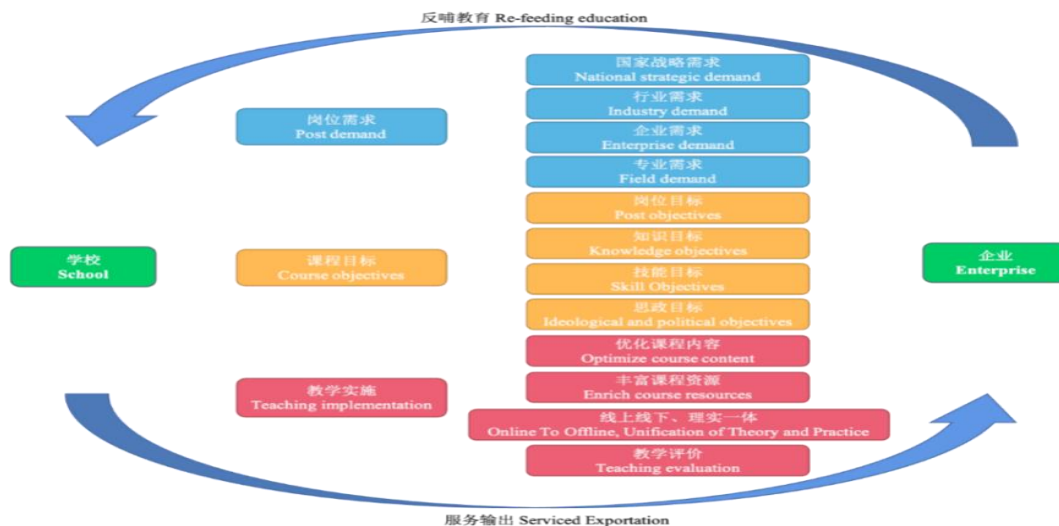 反哺教育 Re-feeding education
国家战略需求
National strategic demand
行业需求
Industry demand
岗位需求
Post demand
企业需求
Enterprise demand
专业需求
Field demand
岗位目标
Post objectives
知识目标
Knowledge objectives
学校
School
课程目标
Course objectives
技能目标
Skill Objectives
企业
Enterprise
思政目标
Ideological and political objectives
优化课程内容
Optimize course content
教学实施
Teaching implementation
丰富课程资源
Enrich course resources
线上线下、理实一体
Online To Offline, Unification of Theory and Practice
教学评价
Teaching evaluation
服务输出 Serviced Exportation